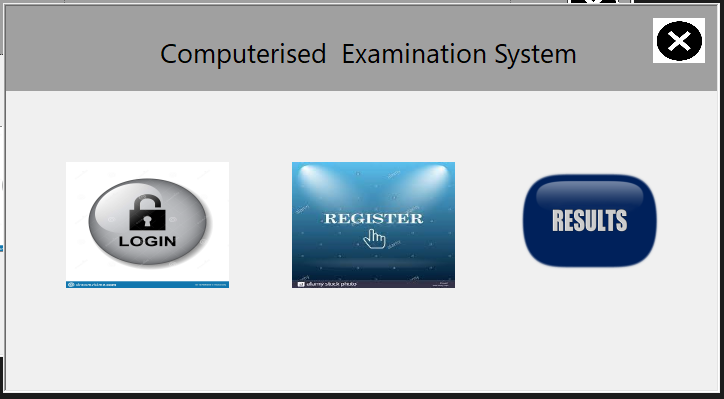 Computerised Examination System
LOGIN
REGISTER
RESULTS
alamy stock photo